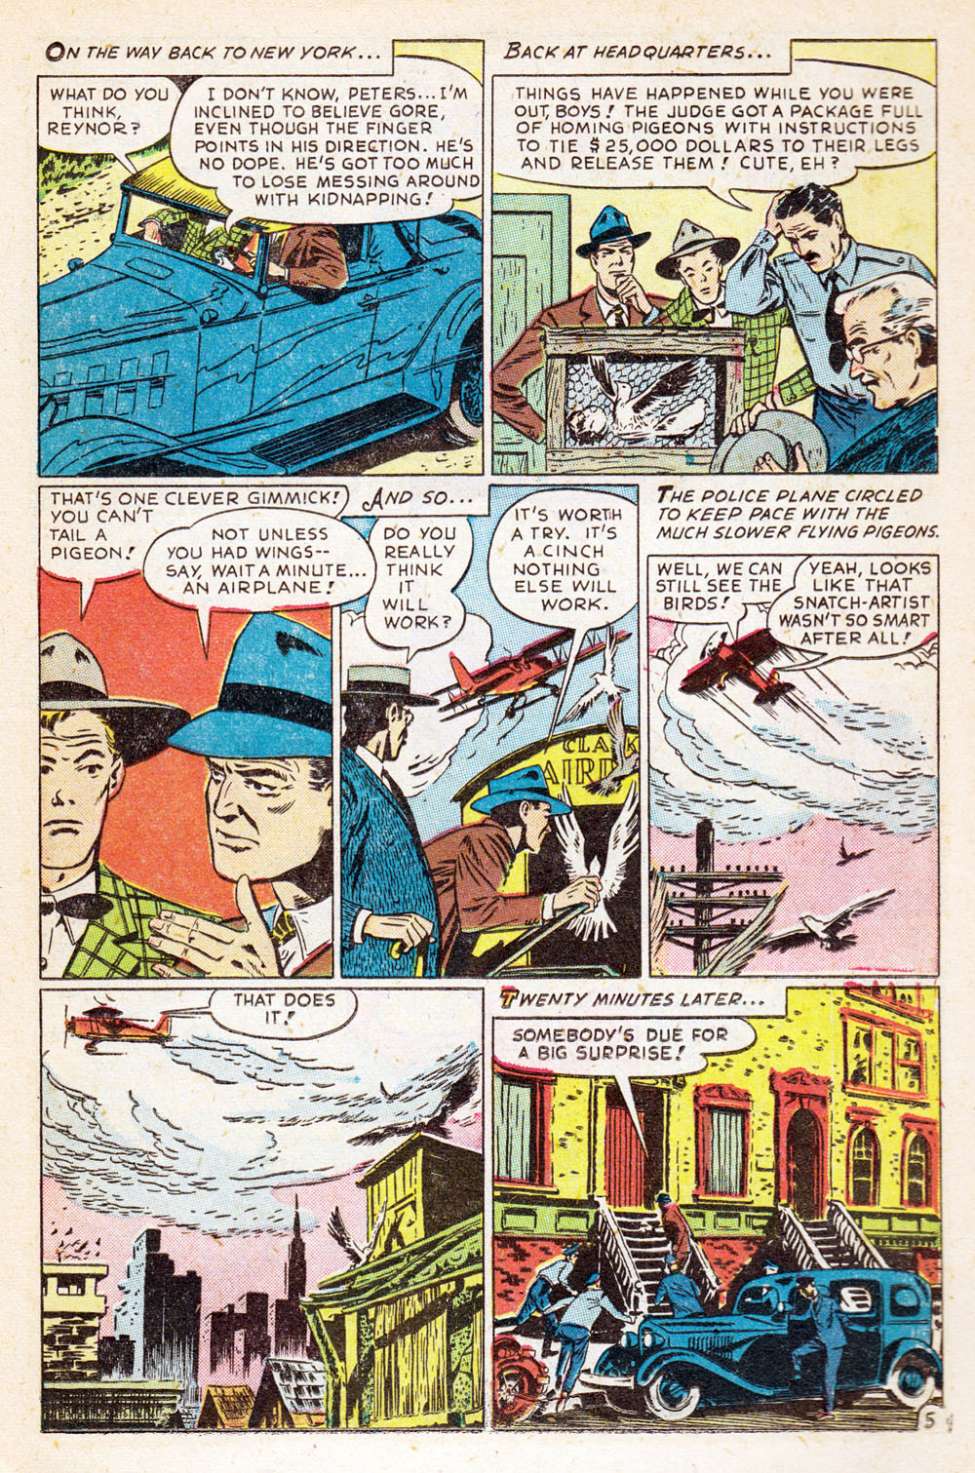 ON THE WAY BACK TO NEW YORK...
WHAT DO YOU
THINK,
REYNOR?
I DON'T KNOW, PETERS...I'M
INCLINED TO BELIEVE GORE,
EVEN THOUGH THE FINGER
POINTS IN HIS DIRECTION. HE'S
NO DOPE. HE'S GOT TOO MUCH
TO LOSE MESSING AROUND
WITH KIDNAPPING!
BACK AT HEADQUARTERS...
THINGS HAVE HAPPENED WHILE YOU WERE
OUT, BOYS! THE JUDGE GOT A PACKAGE FULL
OF HOMING PIGEONS WITH INSTRUCTIONS
TO TIE $25,000 DOLLARS TO THEIR LEGS
AND RELEASE THEM! CUTE, EH?
THAT'S ONE CLEVER GIMMICK!
YOU CAN'T
TAIL A
PIGEON!
NOT UNLESS
YOU HAD WINGS--
SAY, WAIT A MINUTE...
AN AIRPLANE!
AND SO...
DO YOU
REALLY
THINK
IT
WILL
WORK?
IT'S WORTH
A TRY. IT'S
A CINCH
NOTHING
ELSE WILL
WORK.
CLARK
AIRP
THE POLICE PLANE CIRCLED
TO KEEP PACE WITH THE
MUCH SLOWER FLYING PIGEONS.
WELL, WE CAN
STILL SEE THE
BIRDS!
YEAH, LOOKS
LIKE THAT
SNATCH-ARTIST
WASN'T SO SMART
AFTER ALL!
THAT DOES
IT!
TWENTY MINUTES LATER...
SOMEBODY'S DUE FOR
A BIG SURPRISE!
5